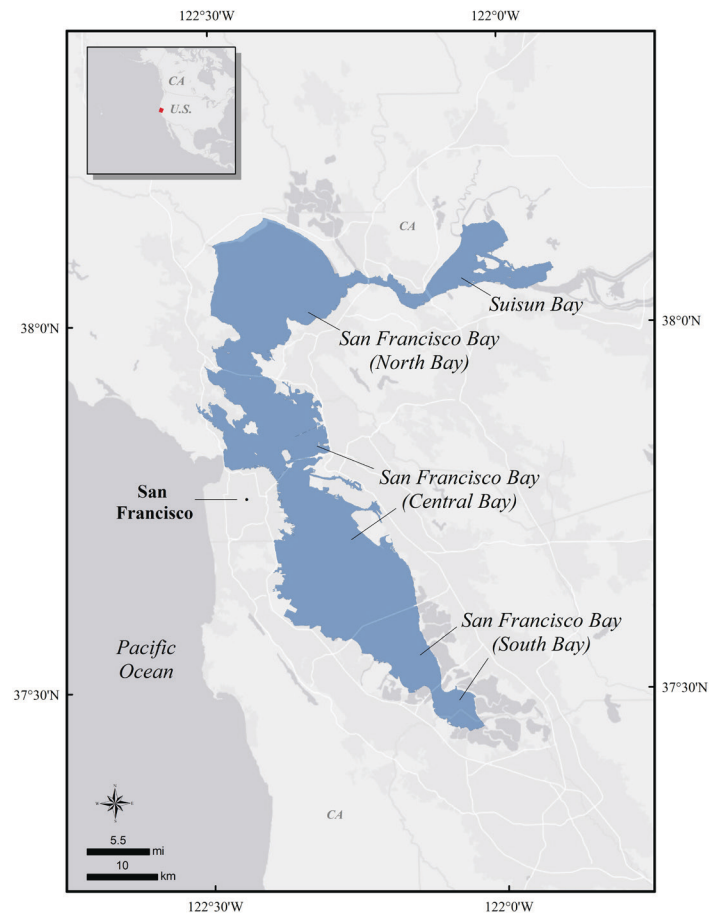 122°30'W
122°0'W
CA
U.S.
CA
Suisun Bay
38°0'N
38°0'N
San Francisco Bay
(North Bay)
San Francisco Bay
(Central Bay)
San
Francisco
San Francisco Bay
(South Bay)
Pacific
Ocean
37°30'N
37°30'N
CA
5.5
mi
10
km
122°30'W
122°0'W